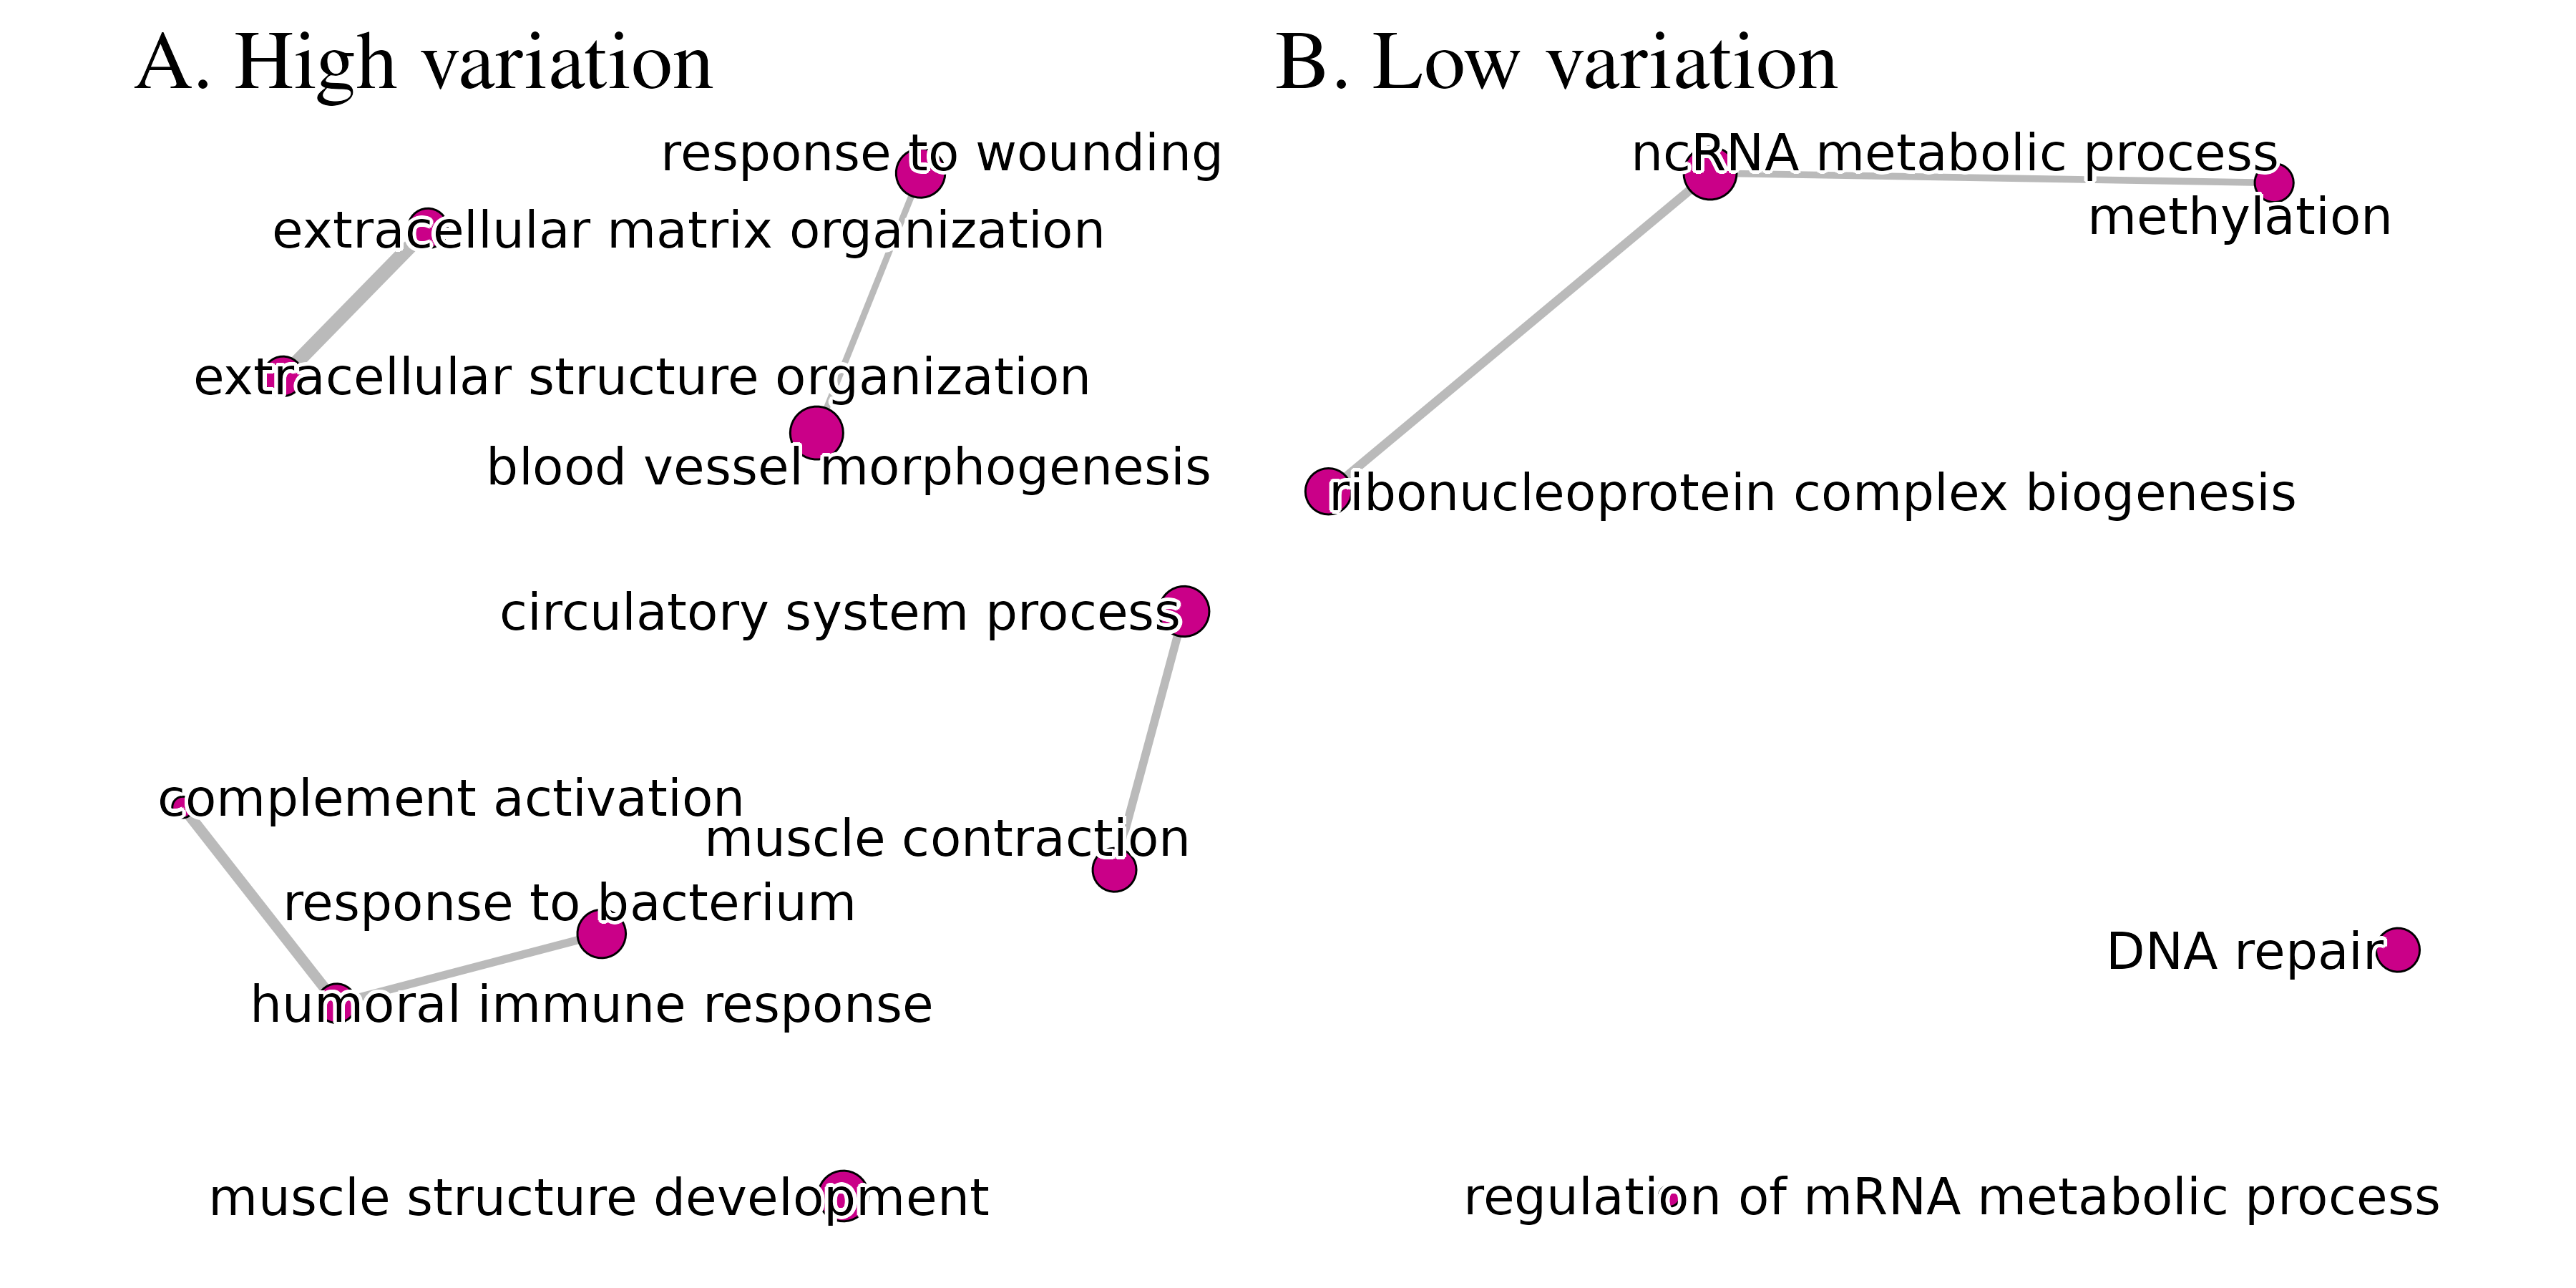 A. High variation
response to wounding
extracellular matrix organization
extracellular structure organization
blood vessel morphogenesis
circulatory system process
complement activation
muscle contraction
response to bacterium
humoral immune response
muscle structure development
B. Low variation
ncRNA metabolic process
methylation
ribonucleoprotein complex biogenesis
DNA repair
regulation of mRNA metabolic process